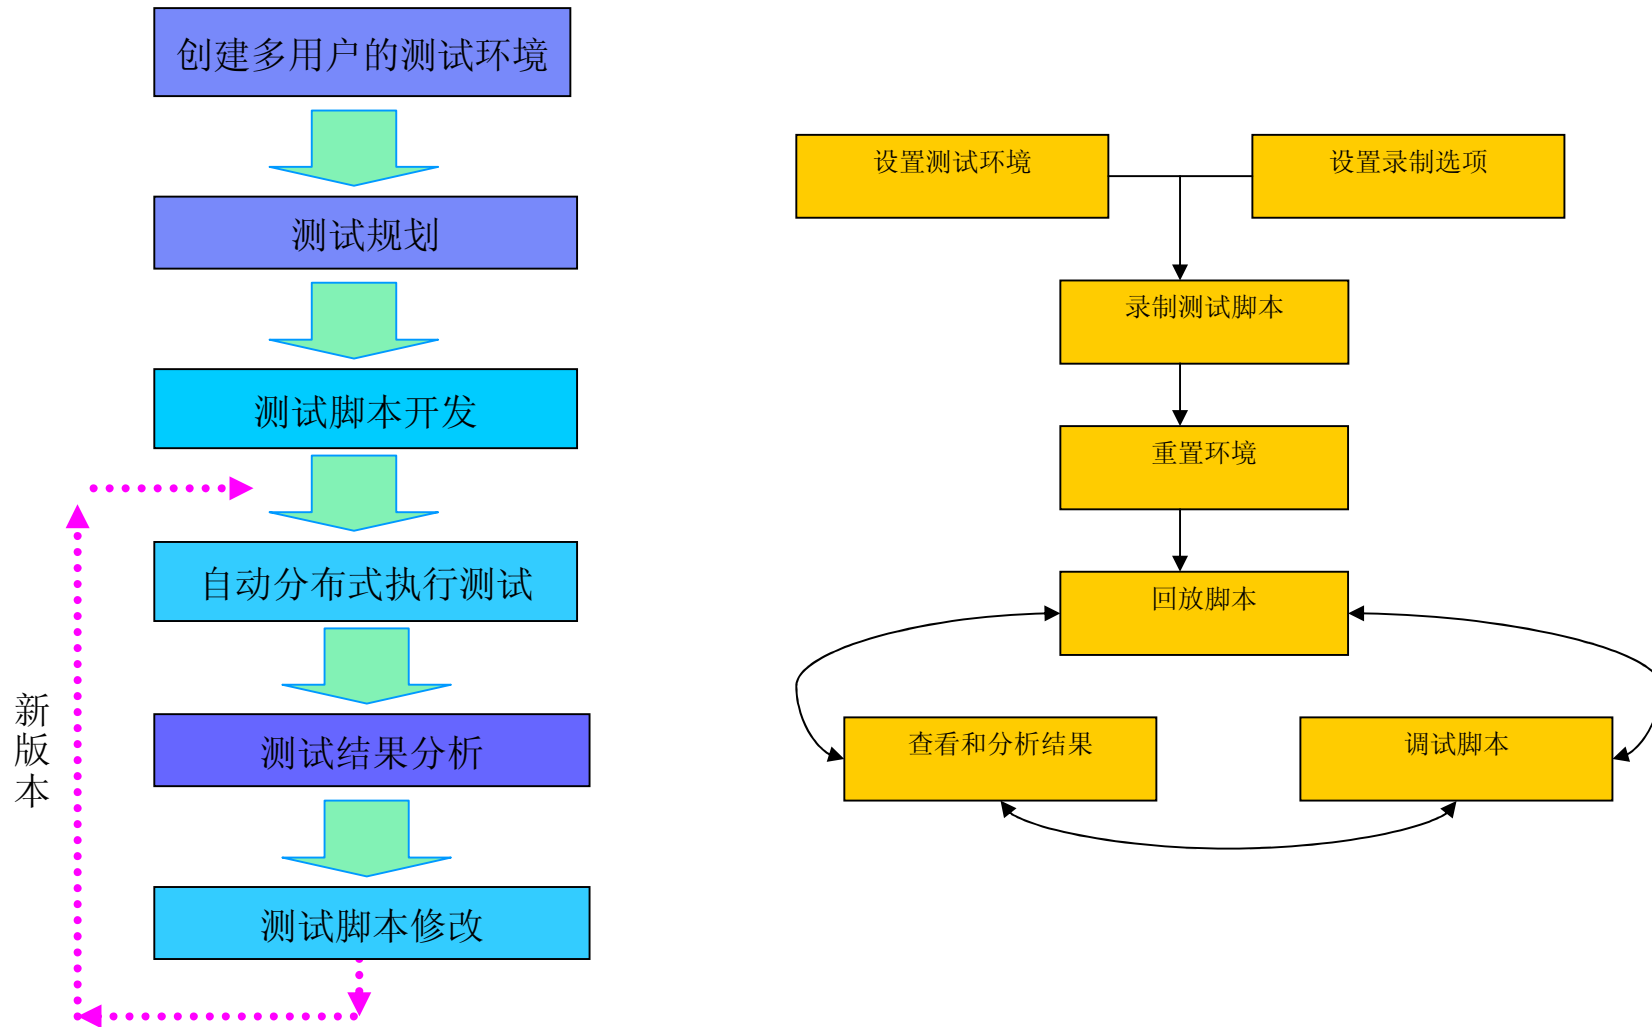 创建多用户的测试环境
测试规划
测试脚本开发
自动分布式执行测试
测试结果分析
测试脚本修改
新
版
本
设置测试环境
设置录制选项
录制测试脚本
重置环境
回放脚本
查看和分析结果
调试脚本